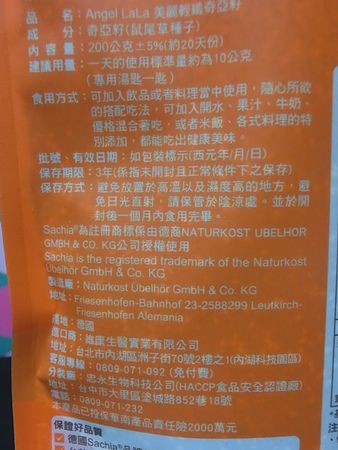 品 名：Angel LaLa 美麗輕孅奇亞籽
成 分：奇亞籽(鼠尾草種子)
內 容 量：200公克±5%(約20天份)
建議用量：一天的使用標準量約為10公克
(專用湯匙一匙)
食用方式：可加入飲品或者料理當中使用，隨心所欲
的搭配吃法，可加入開水、果汁、牛奶、
優格混合著吃，或者米飯、各式料理的特
別添加，都能吃出健康美味。
批號、有效日期：如包裝標示(西元年/月/日)
保存期限：3年(係指未開封且正常條件下之保存)
保存方式：避免放置於高溫以及濕度高的地方，避
免日光直射，請保管於陰涼處。並於開
封後一個月內食用完畢。
Sachia®為註冊商標係由德商NATURKOST UBELHOR
GMBH & CO. KG公司授權使用
Sachia is the registered trademark of the Naturkost
Übelhör GmbH & Co. KG
製造廠：Naturkost Übelhör GmbH & Co. KG
地址：Friesenhofen-Bahnhof 23-2588299 Leutkirch-
Friesenhofen Alemania
產地：德國
進口商：維康生醫實業有限公司
地址：台北市內湖區洲子街70號2樓之1(內湖科技園區)
客服專線：0809-071-092 (免付費)
分裝廠：忠永生物科技公司(HACCP食品安全認證廠)
地址：台中市大里區塗城路852巷18號
電話：0809-071-232
本產品已投保華南產品責任險2000萬元
保證好品質
德國Sachia®品